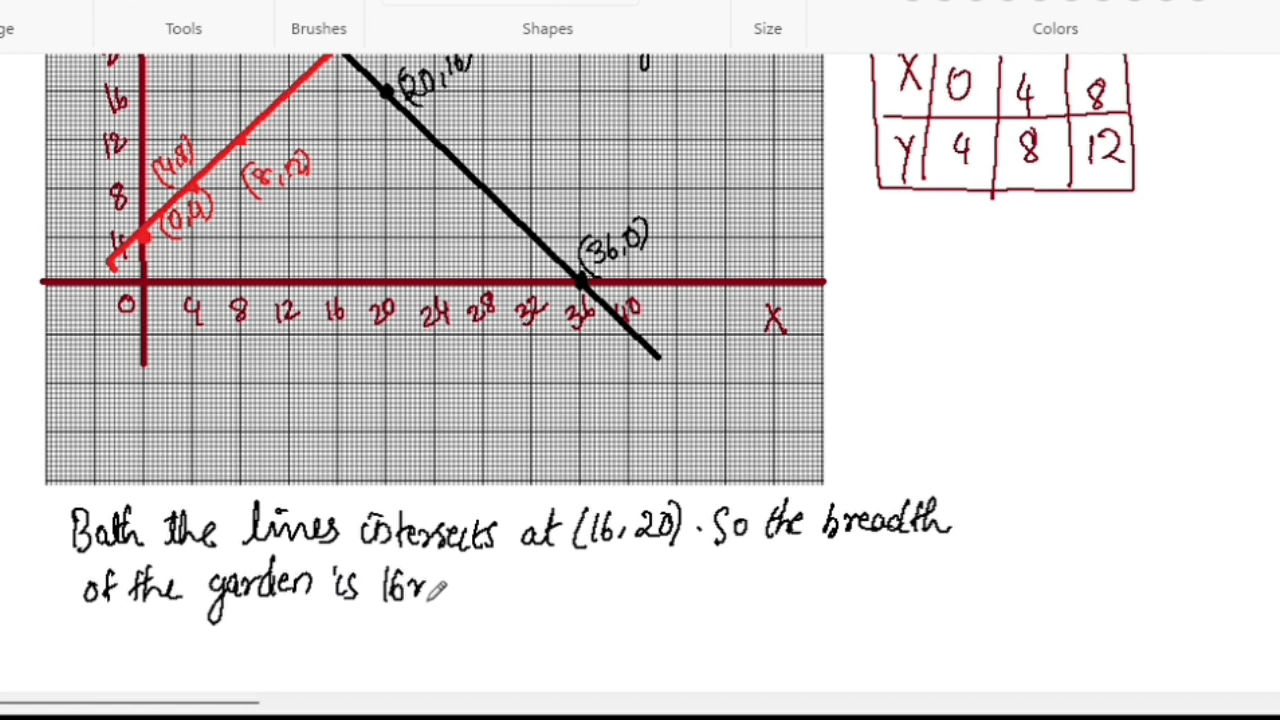 Tools Brushes Shapes Size Colors
16 (20,16) X 0 4 8
12 (4,8) Y 4 8 12
8 (0,4) (8,12)
4 (36,0)
0 4 8 12 16 20 24 28 32 36 40 X
Both the lines intersects at (16,20). So the breadth
of the garden is 16